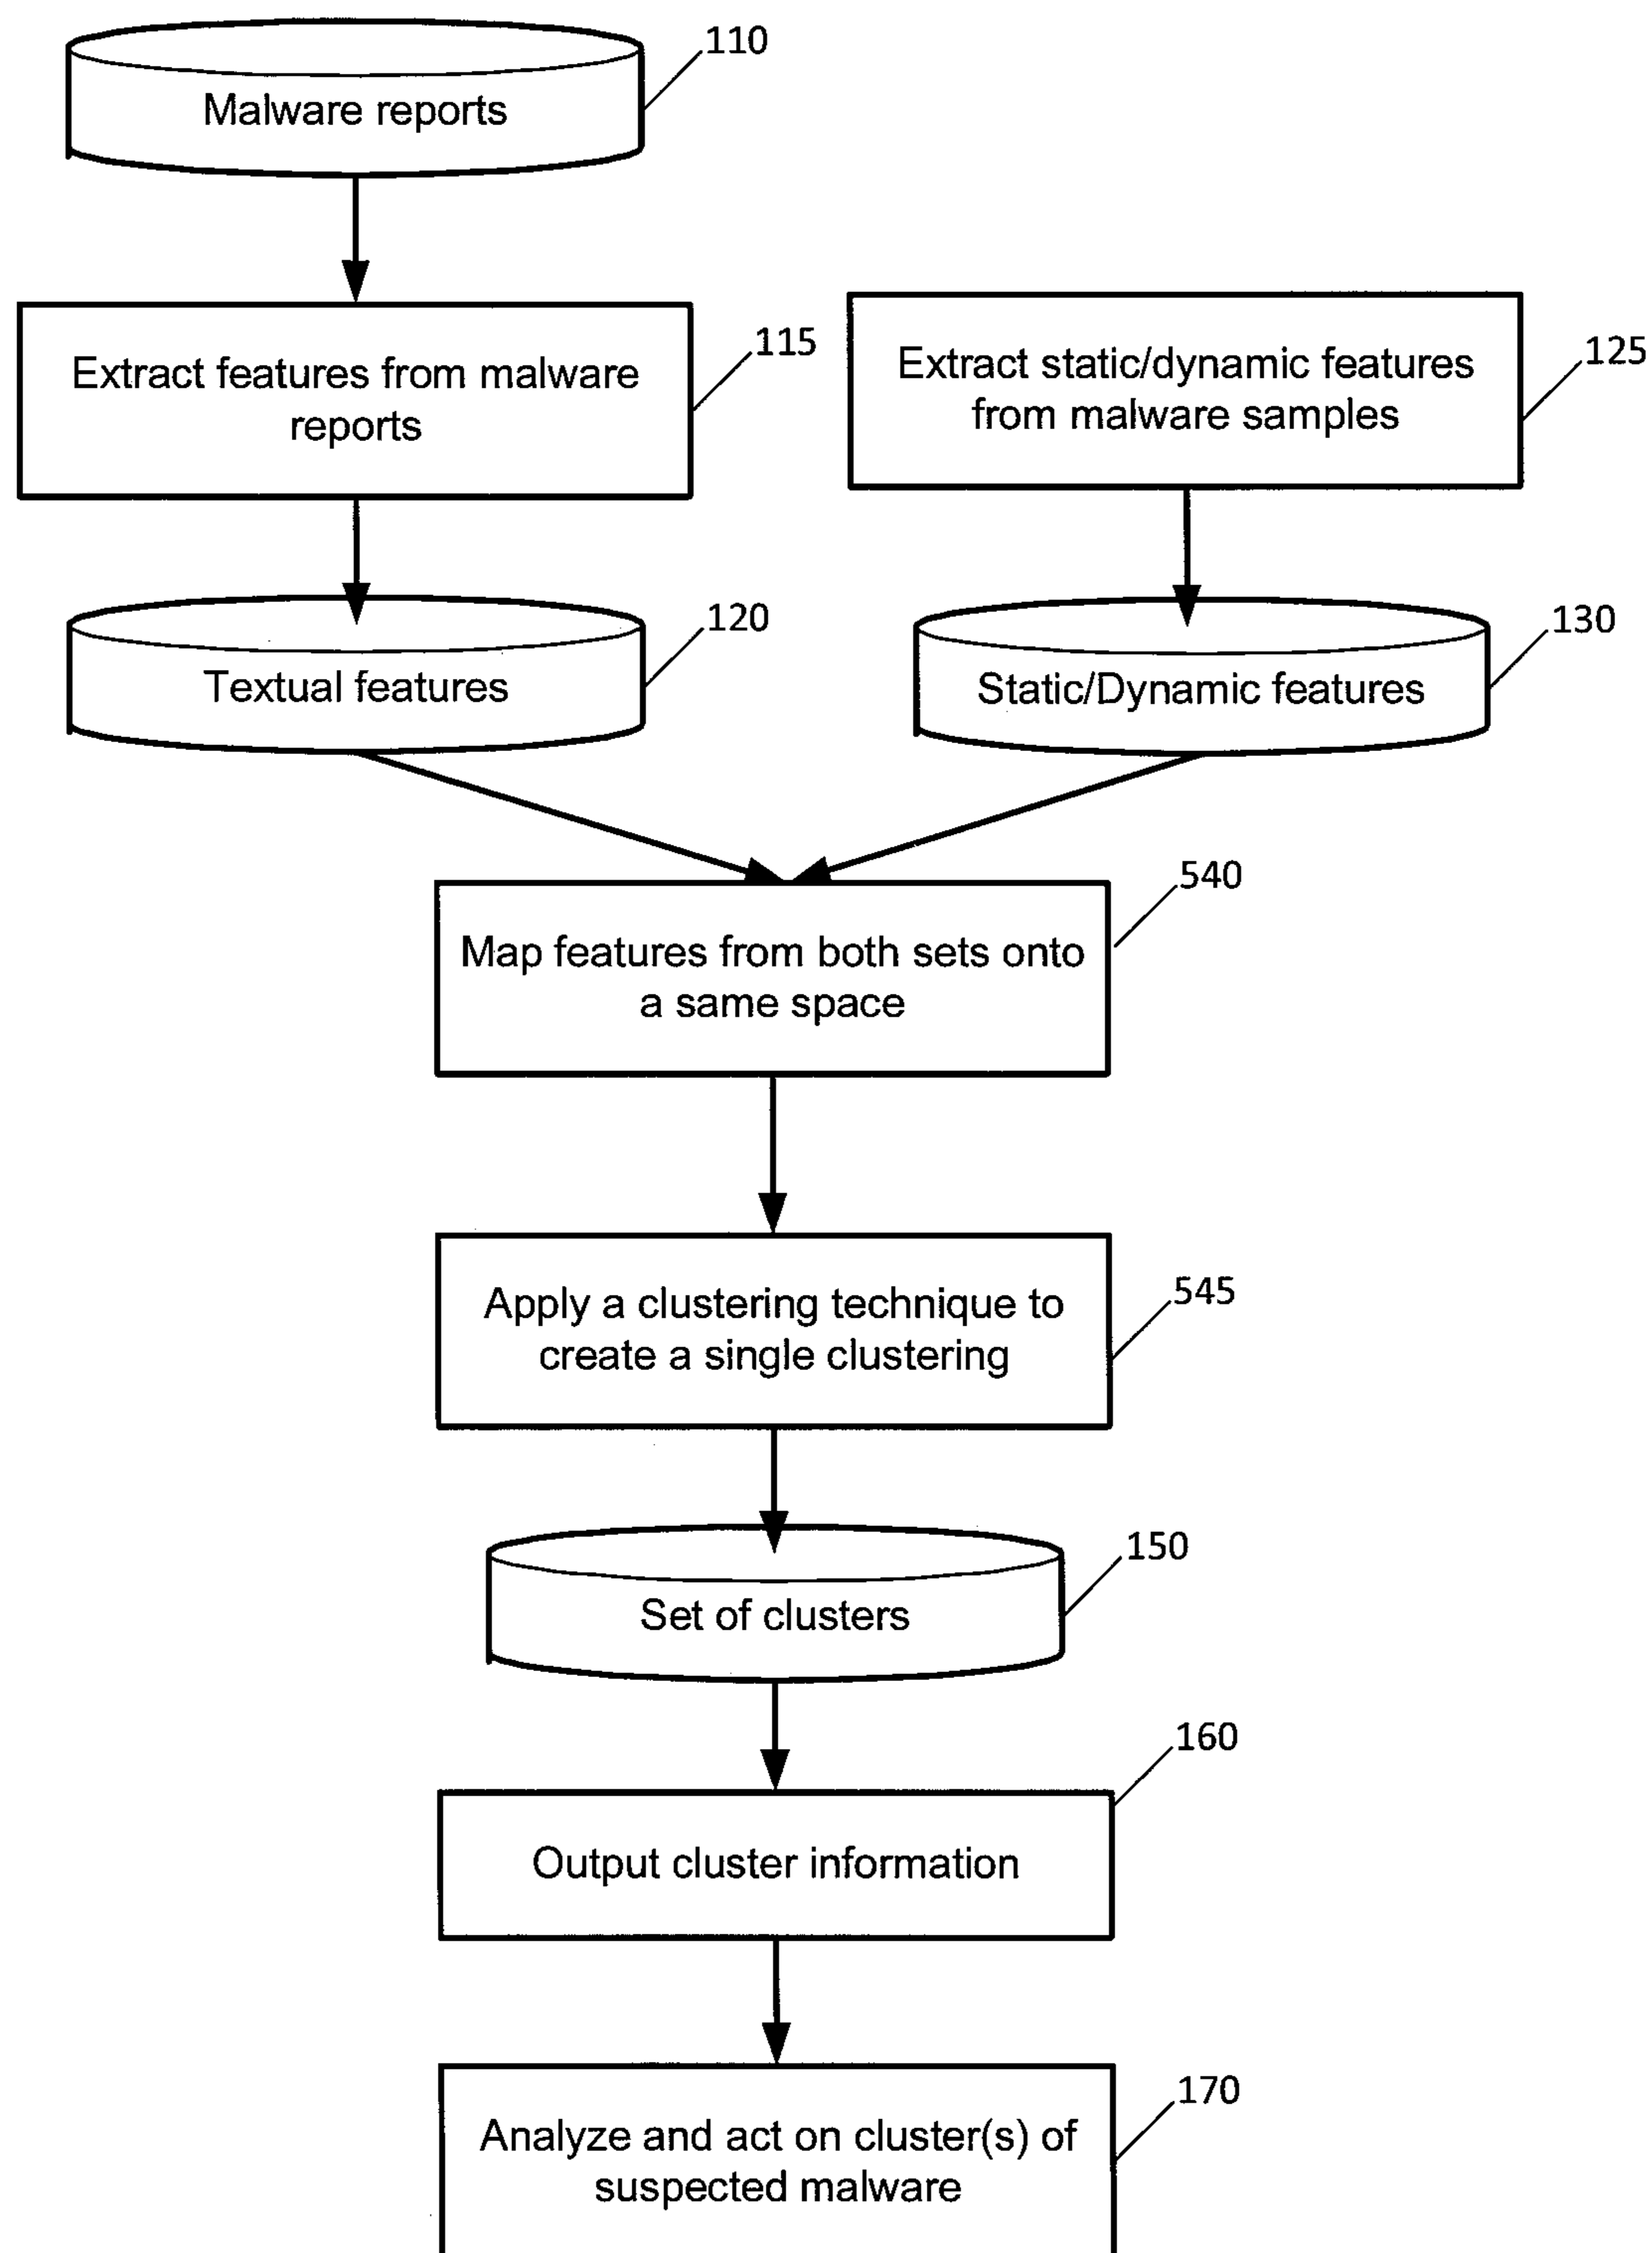 110
Malware reports
115
Extract features from malware
reports
125
Extract static/dynamic features
from malware samples
120
Textual features
130
Static/Dynamic features
540
Map features from both sets onto
a same space
545
Apply a clustering technique to
create a single clustering
150
Set of clusters
160
Output cluster information
170
Analyze and act on cluster(s) of
suspected malware